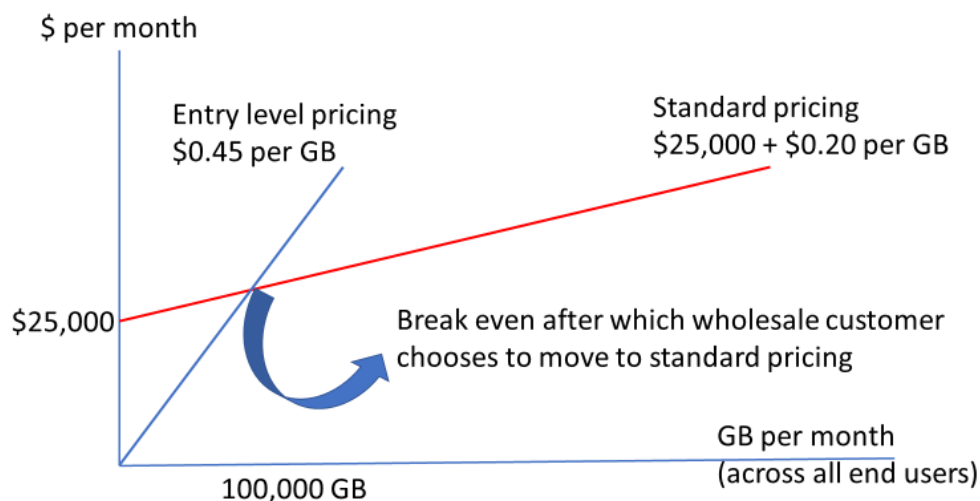 $ per month
Entry level pricing
$0.45 per GB
Standard pricing
$25,000 + $0.20 per GB
$25,000
Break even after which wholesale customer
chooses to move to standard pricing
GB per month
(across all end users)
100,000 GB